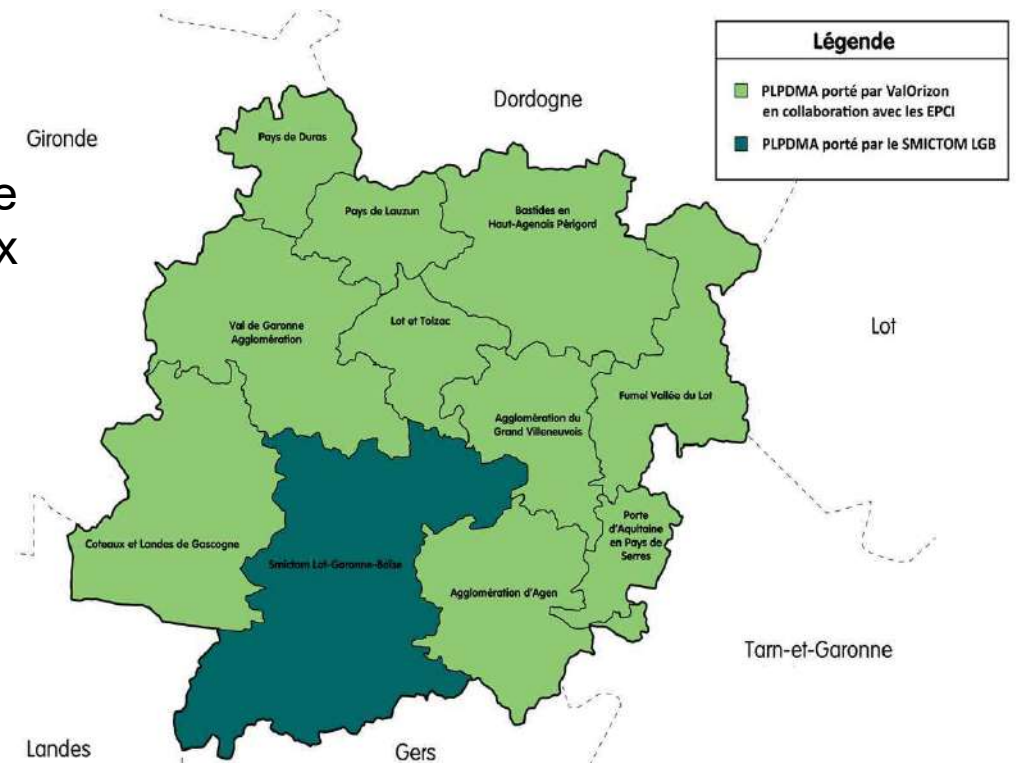 Légende
PLPDMA porté par ValOrizon
en collaboration avec les EPCI
PLPDMA porté par le SMICTOM LGB
Dordogne
Gironde
Pays de Duras
e
x
Pays de Lauzun
Bastides en
Haut-Agenais Périgord
Val de Garonne
Agglomération
Lot et Tolzac
Lot
Fumel Vallée du Lot
Agglomération du
Grand Villeneuvois
Porte
d'Aquitaine
en Pays de
Serres
Coteaux et Landes de Gascogne
Smictom Lot-Garonne-Baïse
Agglomération d'Agen
Tarn-et-Garonne
Landes
Gers